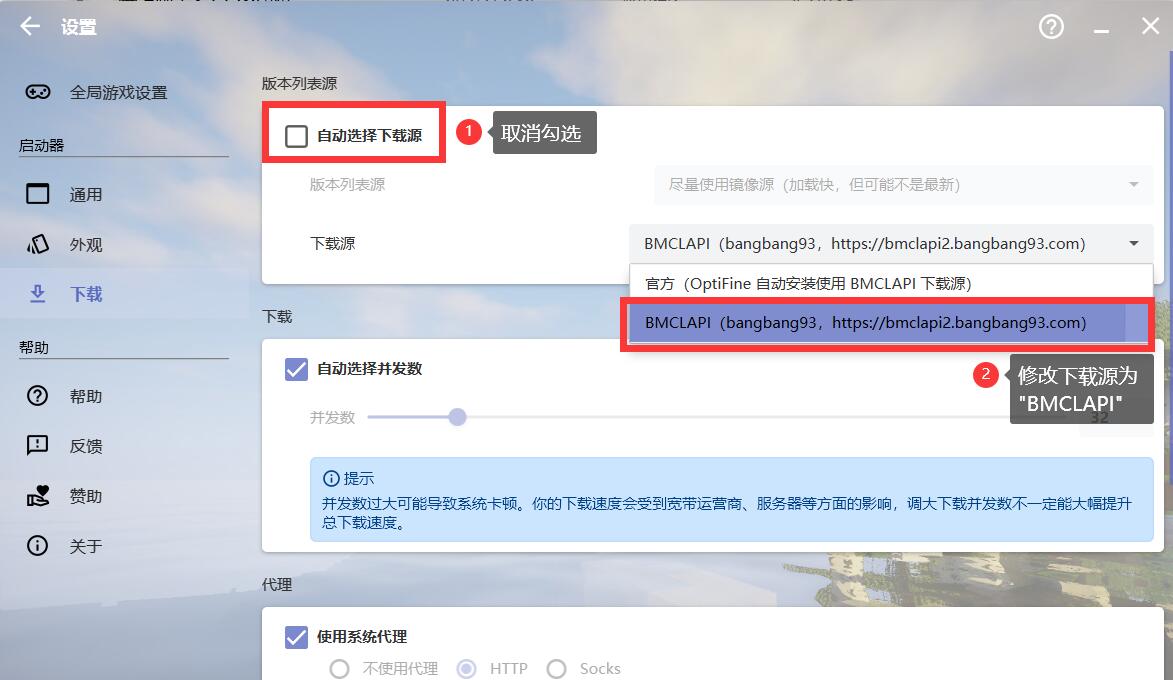 设置
全局游戏设置
启动器
通用
外观
下载
帮助
帮助
反馈
赞助
关于
版本列表源
自动选择下载源
1
取消勾选
版本列表源
尽量使用镜像源（加载快，但可能不是最新）
下载源
BMCLAPI（bangbang93，https://bmclapi2.bangbang93.com）
官方（OptiFine 自动安装使用 BMCLAPI 下载源）
BMCLAPI（bangbang93，https://bmclapi2.bangbang93.com）
2
修改下载源为
"BMCLAPI"
下载
自动选择并发数
并发数
32
提示
并发数过大可能导致系统卡顿。你的下载速度会受到宽带运营商、服务器等方面的影响，调大下载并发数不一定能大幅提升
总下载速度。
代理
使用系统代理
不使用代理
HTTP
Socks